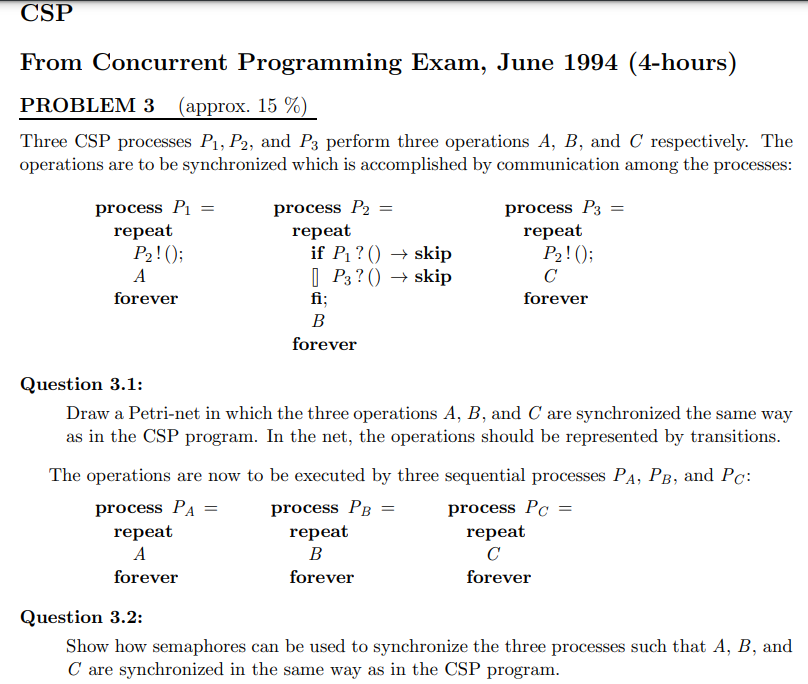 CSP
From Concurrent Programming Exam, June 1994 (4-hours)
PROBLEM 3 (approx. 15 %)
Three CSP processes P₁, P₂, and P₃ perform three operations A, B, and C respectively. The
operations are to be synchronized which is accomplished by communication among the processes:
process P₁ =
repeat
P₂!();
A
forever
process P₂ =
repeat
if P₁?() → skip
[] P₃?() → skip
fi;
B
forever
process P₃ =
repeat
P₂!();
C
forever
Question 3.1:
Draw a Petri-net in which the three operations A, B, and C are synchronized the same way
as in the CSP program. In the net, the operations should be represented by transitions.
The operations are now to be executed by three sequential processes P_A, P_B, and P_C:
process P_A =
repeat
A
forever
process P_B =
repeat
B
forever
process P_C =
repeat
C
forever
Question 3.2:
Show how semaphores can be used to synchronize the three processes such that A, B, and
C are synchronized in the same way as in the CSP program.